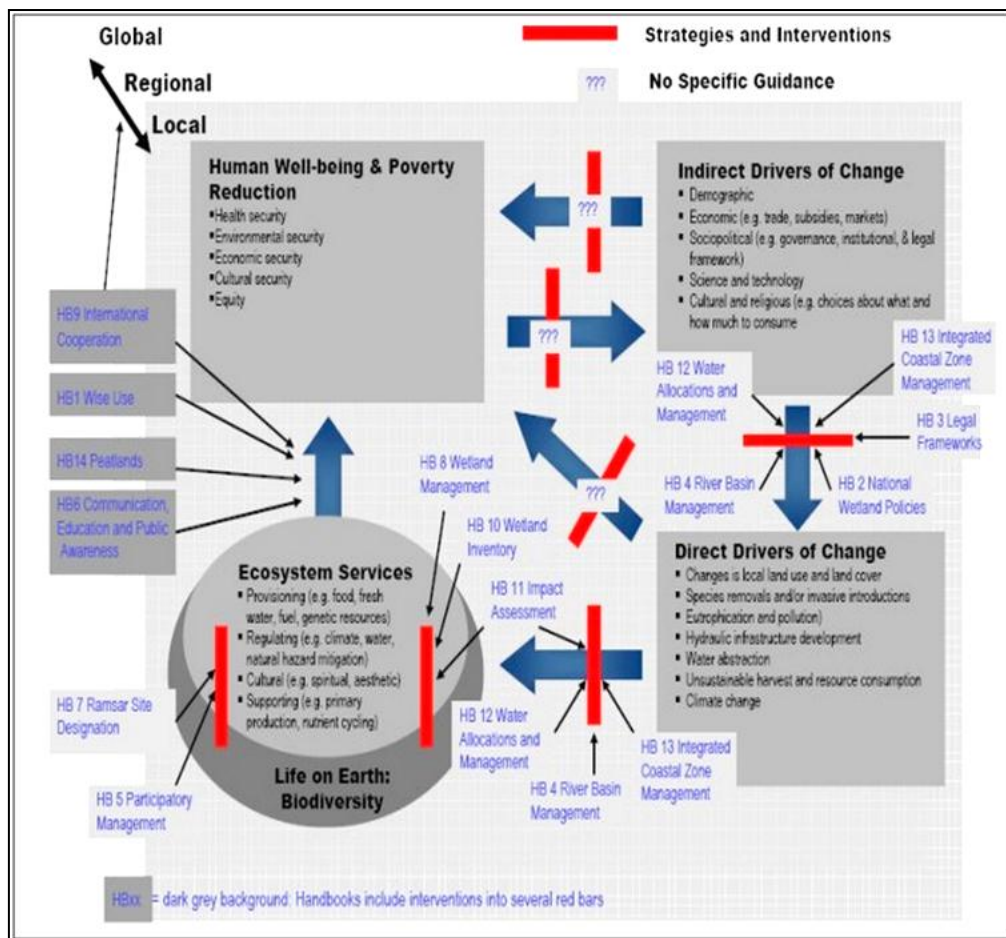 Global
Regional
Local
Strategies and Interventions
???
No Specific Guidance
Human Well-being & Poverty
Reduction
▪Health security
▪Environmental security
▪Economic security
▪Cultural security
▪Equity
???
???
Indirect Drivers of Change
▪ Demographic
▪ Economic (e.g. trade, subsidies, markets)
▪ Sociopolitical (e.g. governance, institutional, & legal
framework)
▪ Science and technology
▪ Cultural and religious (e.g. choices about what and
how much to consume
HB9 International
Cooperation
HB1 Wise Use
HB14 Peatlands
HB6 Communication,
Education and Public
Awareness
HB 12 Water
Allocations and
Management
HB 13 Integrated
Coastal Zone
Management
HB 3 Legal
Frameworks
HB 4 River Basin
Management
HB 2 National
Wetland Policies
HB 8 Wetland
Management
HB 10 Wetland
Inventory
HB 11 Impact
Assessment
???
Ecosystem Services
▪ Provisioning (e.g. food, fresh
water, fuel, genetic resources)
▪ Regulating (e.g. climate, water,
natural hazard mitigation)
▪ Cultural (e.g. spiritual, aesthetic)
▪ Supporting (e.g. primary
production, nutrient cycling)
Life on Earth:
Biodiversity
Direct Drivers of Change
▪ Changes is local land use and land cover
▪ Species removals and/or invasive introductions
▪ Eutrophication and pollution)
▪ Hydraulic infrastructure development
▪ Water abstraction
▪ Unsustainable harvest and resource consumption
▪ Climate change
HB 7 Ramsar Site
Designation
HB 5 Participatory
Management
HB 12 Water
Allocations and
Management
HB 4 River Basin
Management
HB 13 Integrated
Coastal Zone
Management
HBxx = dark grey background: Handbooks include interventions into several red bars